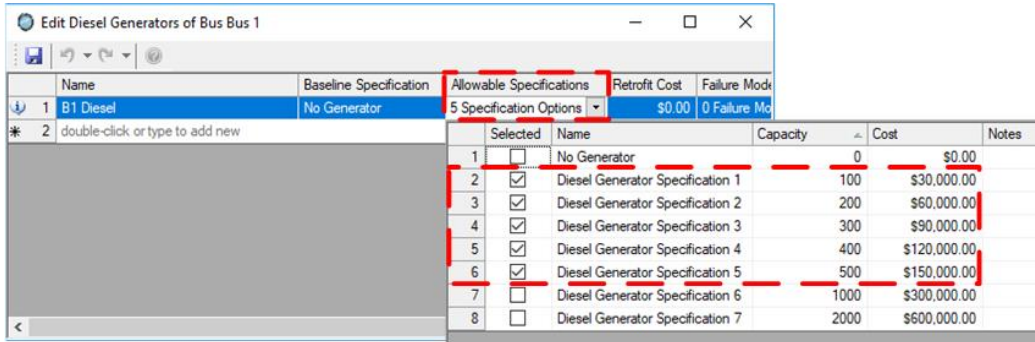 Edit Diesel Generators of Bus Bus 1
Name Baseline Specification Allowable Specifications Retrofit Cost Failure Mode
1 B1 Diesel No Generator 5 Specification Options $0.00 0 Failure Mo
2 double-click or type to add new
Selected Name Capacity Cost Notes
1 No Generator 0 $0.00
2 Diesel Generator Specification 1 100 $30,000.00
3 Diesel Generator Specification 2 200 $60,000.00
4 Diesel Generator Specification 3 300 $90,000.00
5 Diesel Generator Specification 4 400 $120,000.00
6 Diesel Generator Specification 5 500 $150,000.00
7 Diesel Generator Specification 6 1000 $300,000.00
8 Diesel Generator Specification 7 2000 $600,000.00